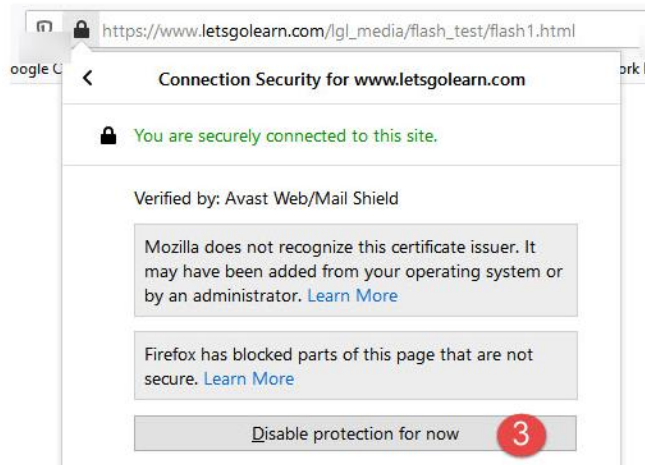 https://www.letsgolearn.com/lgl_media/flash_test/flash1.html
oogle
ork
Connection Security for www.letsgolearn.com
You are securely connected to this site.
Verified by: Avast Web/Mail Shield
Mozilla does not recognize this certificate issuer. It
may have been added from your operating system or
by an administrator. Learn More
Firefox has blocked parts of this page that are not
secure. Learn More
Disable protection for now 3